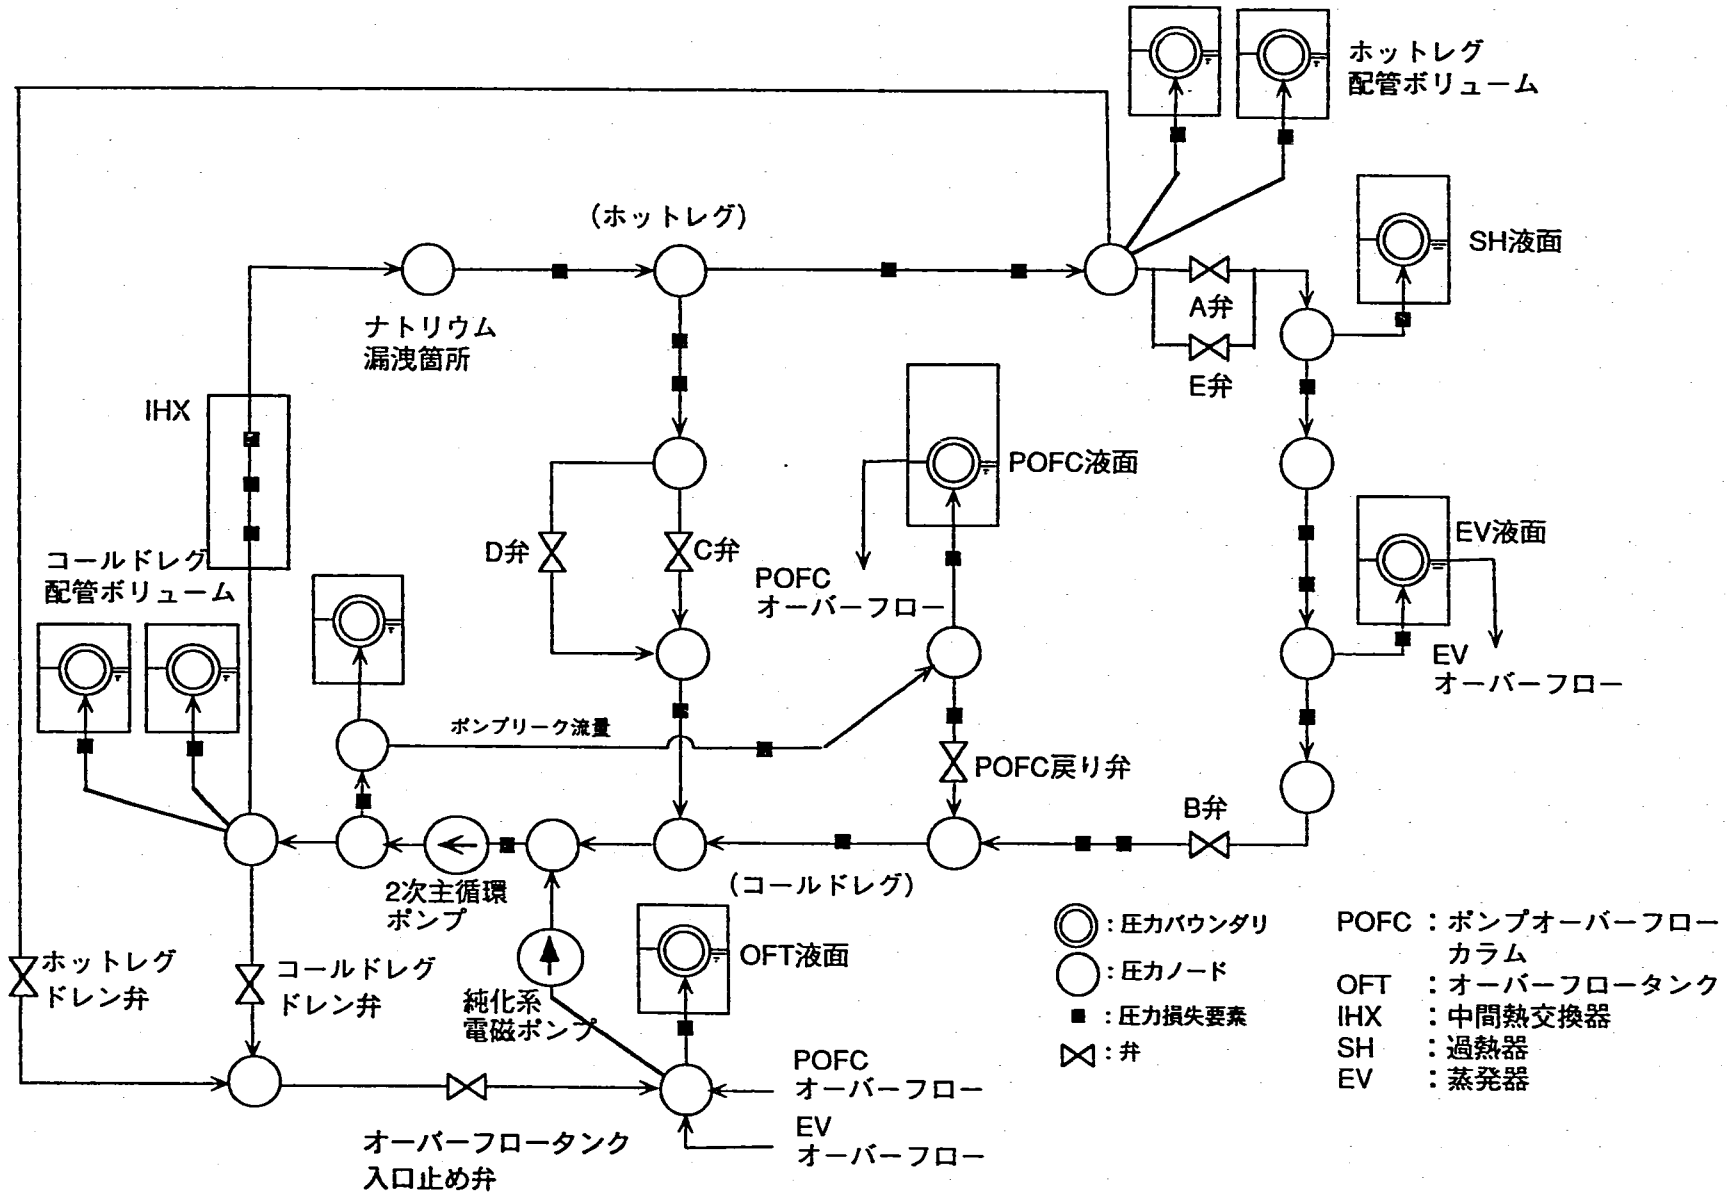 ホットレグ
配管ボリューム
(ホットレグ)
SH液面
ナトリウム
漏洩箇所
A弁
E弁
IHX
POFC液面
D弁
C弁
EV液面
コールドレグ
配管ボリューム
POFC
オーバーフロー
EV
オーバーフロー
ポンプリーク流量
POFC戻り弁
B弁
2次主循環
ポンプ
(コールドレグ)
ホットレグ
ドレン弁
コールドレグ
ドレン弁
純化系
電磁ポンプ
OFT液面
POFC
オーバーフロー
EV
オーバーフロー
オーバーフロータンク
入口止め弁
:圧力バウンダリ
:圧力ノード
:圧力損失要素
:弁
POFC :ポンプオーバーフロー
カラム
OFT :オーバーフロータンク
IHX :中間熱交換器
SH :過熱器
EV :蒸発器